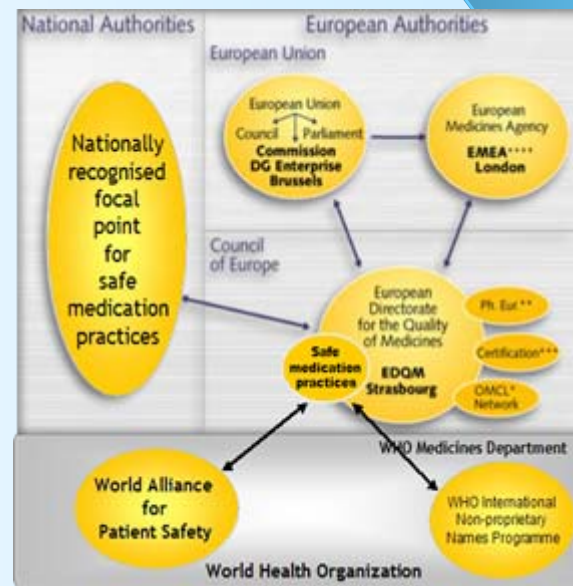 National Authorities
European Authorities
European Union
European Union
Council
Parliament
Commission
DG Enterprise
Brussels
European
Medicines Agency
EMEA****
London
Nationally
recognised
focal
point
for
safe
medication
practices
Council
of Europe
European
Directorate
for the Quality
of Medicines
EDQM
Strasbourg
Safe
medication
practices
Ph. Eur.**
Certification***
OMCL*
Network
WHO Medicines Department
World Alliance
for
Patient Safety
WHO International
Non-proprietary
Names Programme
World Health Organization